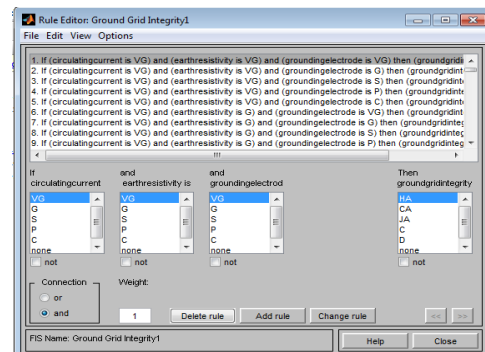 Rule Editor: Ground Grid Integrity1
File Edit View Options
1. If (circulatingcurrent is VG) and (earthresistivity is VG) and (groundingelectrode is VG) then (groundgridi
2. If (circulatingcurrent is VG) and (earthresistivity is VG) and (groundingelectrode is G) then (groundgridinte
3. If (circulatingcurrent is VG) and (earthresistivity is VG) and (groundingelectrode is S) then (groundgridinte
4. If (circulatingcurrent is VG) and (earthresistivity is VG) and (groundingelectrode is P) then (groundgridinte
5. If (circulatingcurrent is VG) and (earthresistivity is VG) and (groundingelectrode is C) then (groundgridinte
6. If (circulatingcurrent is VG) and (earthresistivity is G) and (groundingelectrode is VG) then (groundgridint
7. If (circulatingcurrent is VG) and (earthresistivity is G) and (groundingelectrode is G) then (groundgridinteg
8. If (circulatingcurrent is VG) and (earthresistivity is G) and (groundingelectrode is S) then (groundgridinteg
9. If (circulatingcurrent is VG) and (earthresistivity is G) and (groundingelectrode is P) then (groundgridinteg
If and and Then
circulatingcurrent earthresistivity is groundingelectrod groundgridintegrity
VG VG VG HA
G G G CA
S S S JA
P P P C
C C C D
none none none none
not not not not
Connection Weight:
or
and 1 Delete rule Add rule Change rule << >>
FIS Name: Ground Grid Integrity1 Help Close